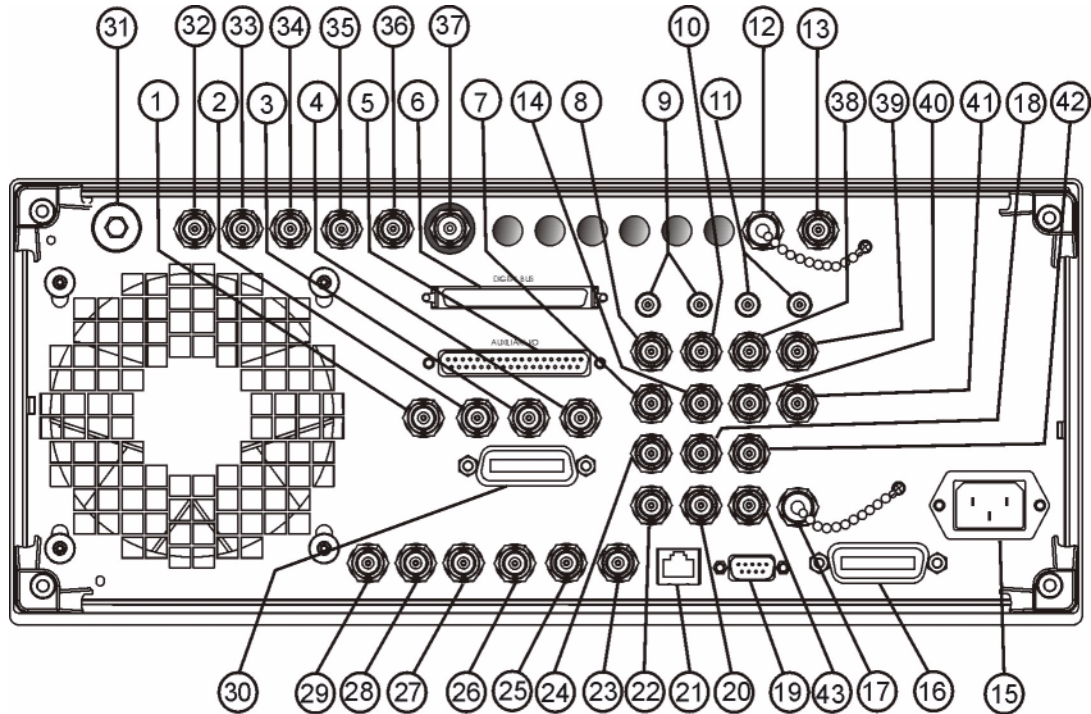 31 32 33 34 35 36 37 10 12 13
1 2 3 4 5 6 7 14 8 9 11 38 39 40 41 18 42
DIGITAL BUS
AUXILIARY I/O
30 29 28 27 26 25 24 23 22 21 20 19 43 17 16 15